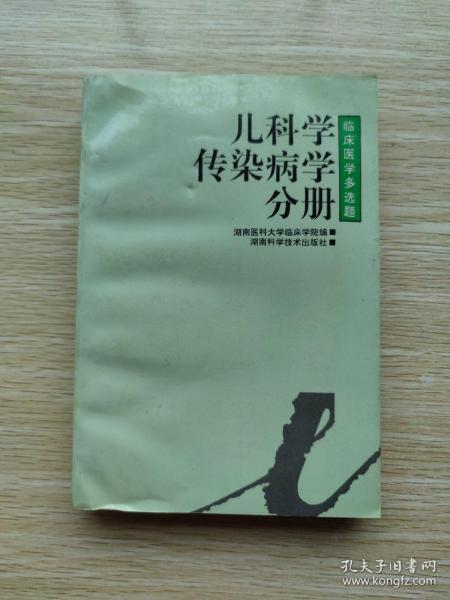 儿科学
传染病学
分册
临床医学多选题
湖南医科大学临床学院编■
湖南科学技术出版社■
孔夫子旧书网
www.kongfz.com